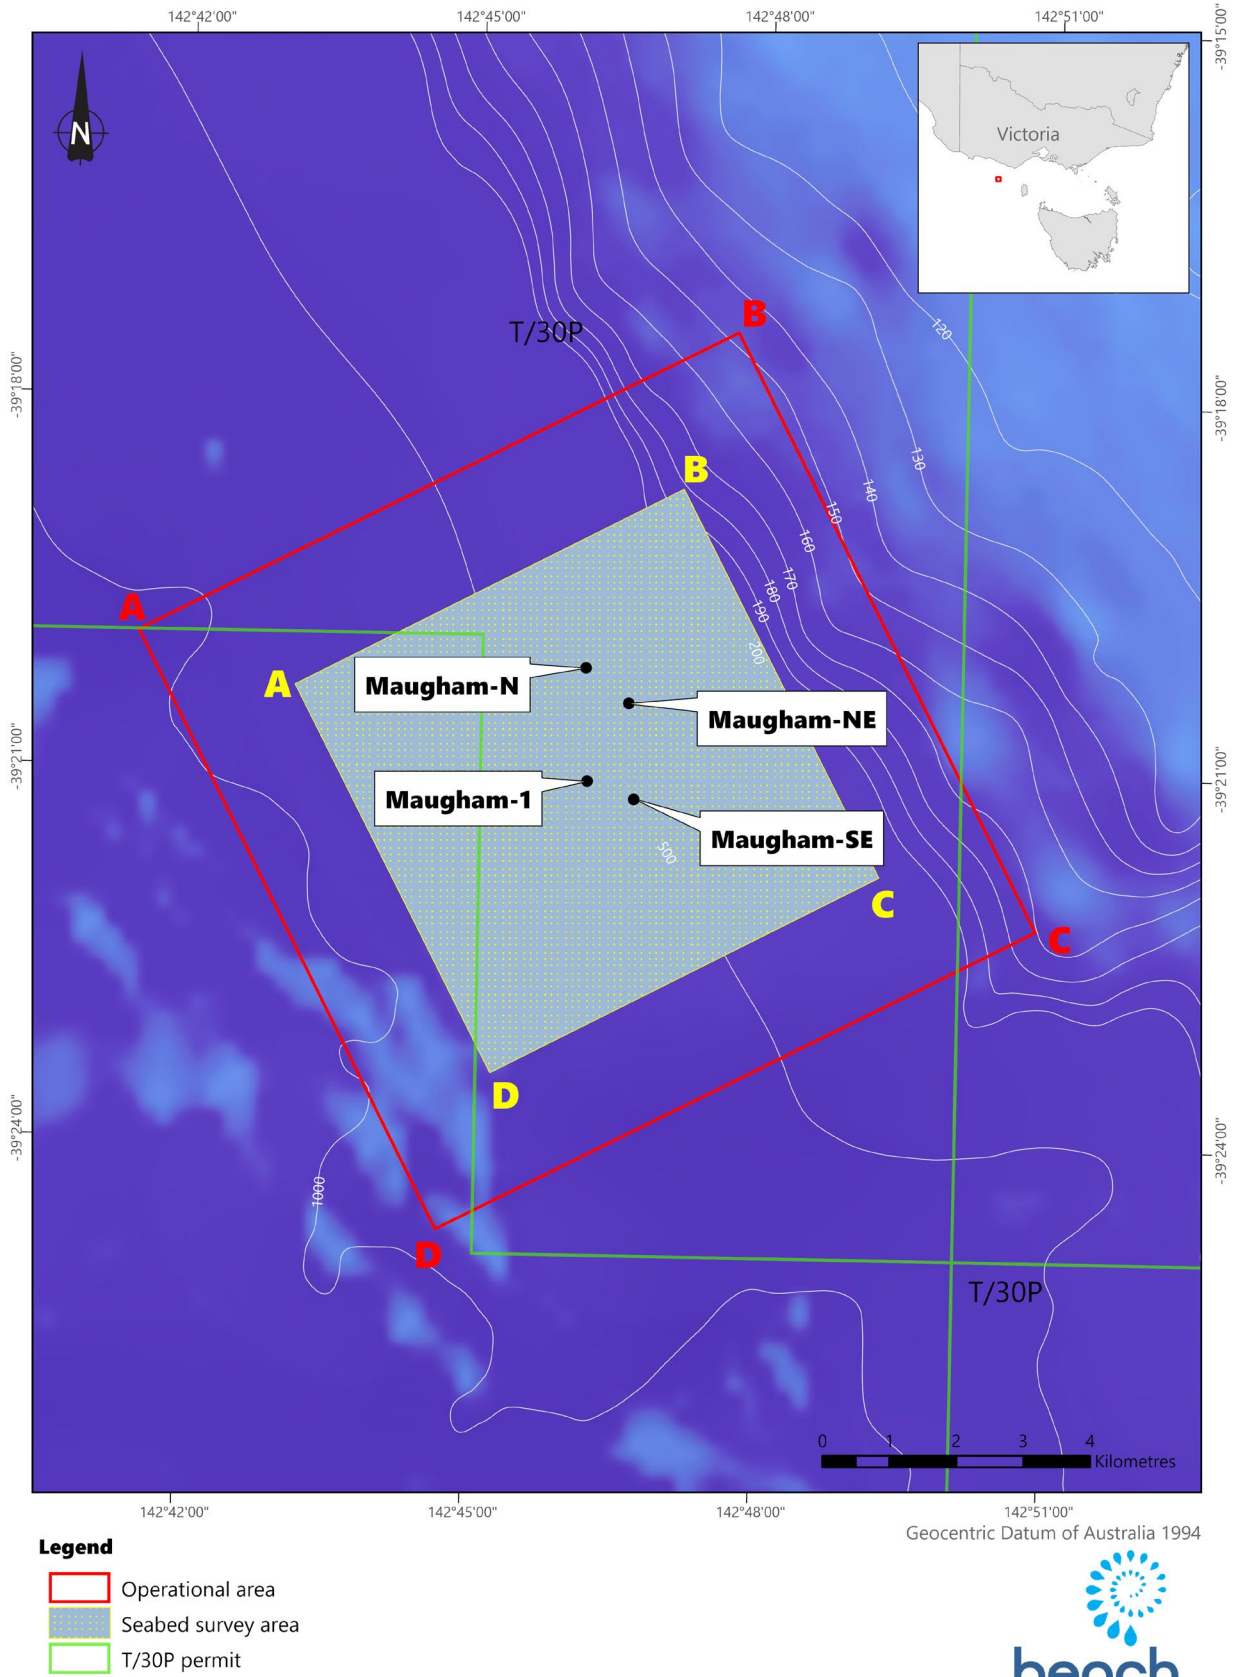 142°42'00" 142°45'00" 142°48'00" 142°51'00"
-39°15'00"
N
Victoria
T/30P
B
120
-39°18'00" -39°18'00"
B
130
140
150
160
170
180
190
200
A
A
Maugham-N
Maugham-NE
-39°21'00" -39°21'00"
Maugham-1
Maugham-SE
500
C
C
D
-39°24'00" -39°24'00"
1000
D
T/30P
0 1 2 3 4
Kilometres
142°42'00" 142°45'00" 142°48'00" 142°51'00"
Geocentric Datum of Australia 1994
Legend
Operational area
Seabed survey area
T/30P permit
beach